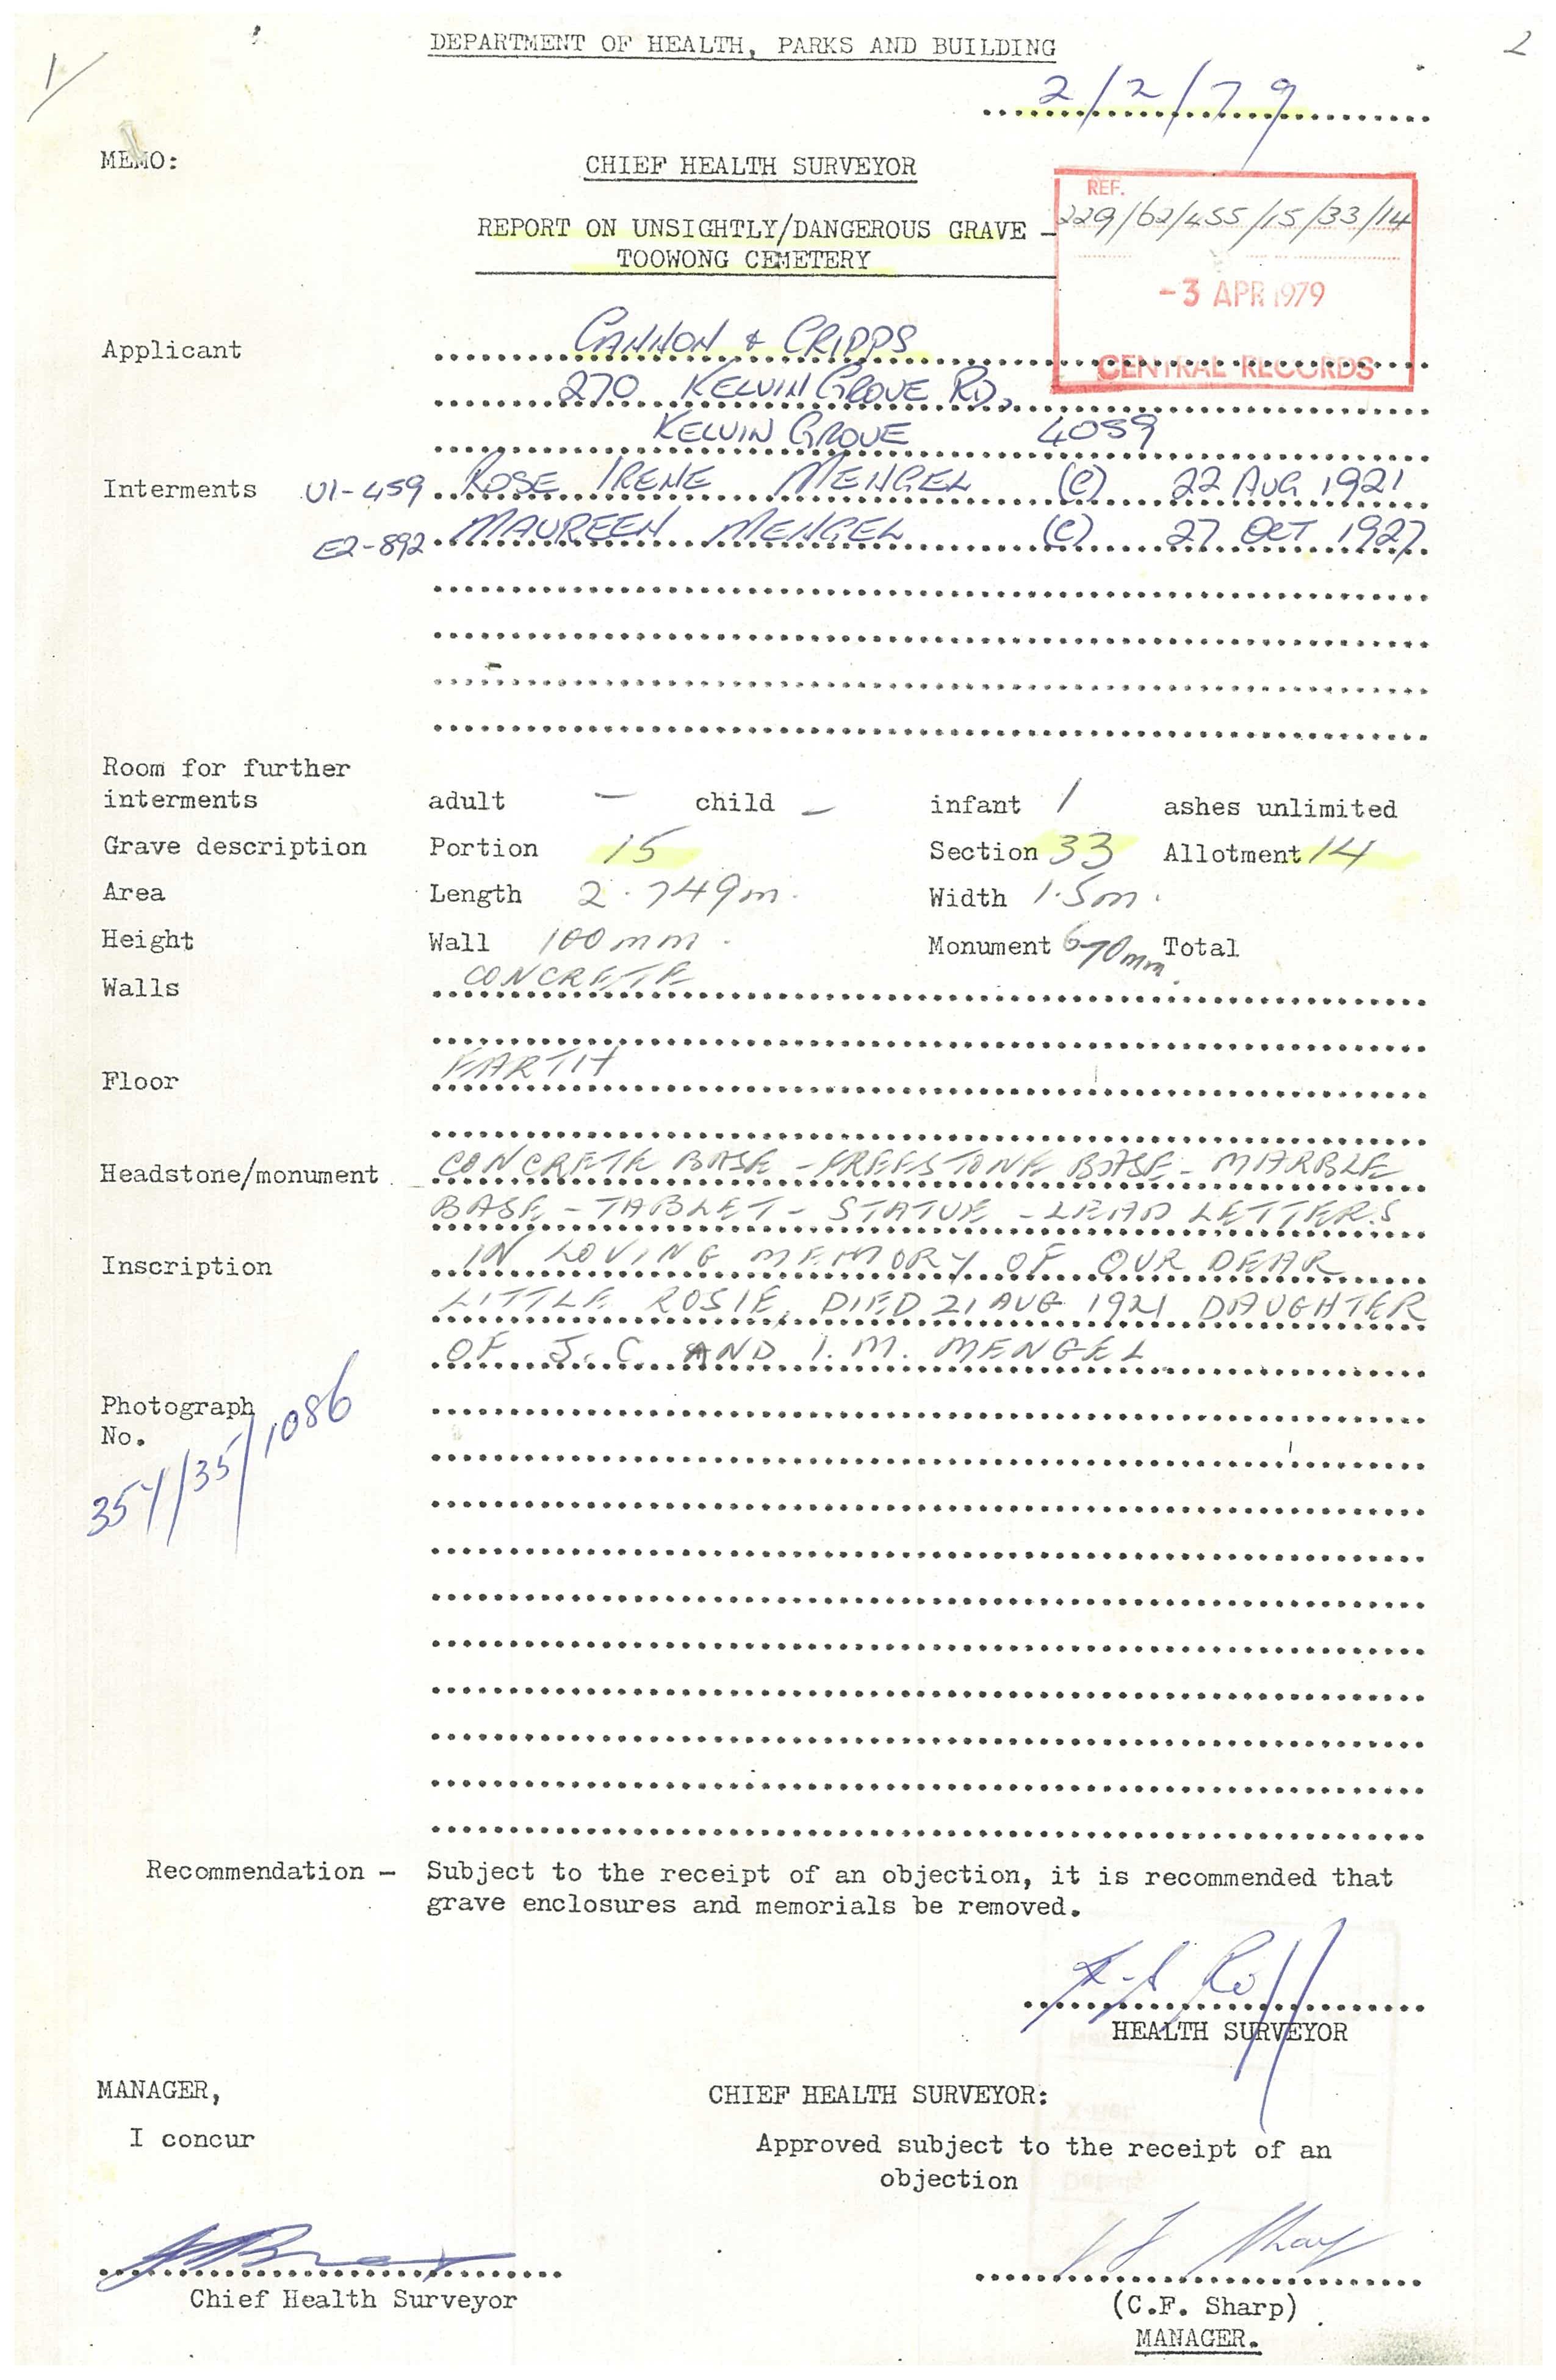 DEPARTMENT OF HEALTH, PARKS AND BUILDING
1/
2
2/2/79
MEMO:
CHIEF HEALTH SURVEYOR
REF.
229/62/455/15/33/14
REPORT ON UNSIGHTLY/DANGEROUS GRAVE -
TOOWONG CEMETERY
-3 APR 1979
CENTRAL RECORDS
Applicant CANNON & CRIPPS
270 KELVIN GROVE RD,
KELVIN GROVE 4059
Interments U1-459 ROSE IRENE MENGEL (C) 22 AUG 1921
E2-892 MAUREEN MENGEL (C) 27 OCT 1927
Room for further
interments adult - child - infant 1 ashes unlimited
Grave description Portion 15 Section 33 Allotment 14
Area Length 2.749m. Width 1.5m.
Height Wall 100mm. Monument 670mm. Total
Walls CONCRETE
Floor EARTH
Headstone/monument CONCRETE BASE - FREESTONE BASE - MARBLE
BASE - TABLET - STATUE - LEAD LETTERS
Inscription IN LOVING MEMORY OF OUR DEAR
LITTLE ROSIE, DIED 21 AUG 1921 DAUGHTER
OF J.C. AND I.M. MENGEL
Photograph
No.
/35/1086
Recommendation - Subject to the receipt of an objection, it is recommended that
grave enclosures and memorials be removed.
HEALTH SURVEYOR
MANAGER,
CHIEF HEALTH SURVEYOR:
I concur
Approved subject to the receipt of an
objection
Chief Health Surveyor
(C.F. Sharp)
MANAGER.